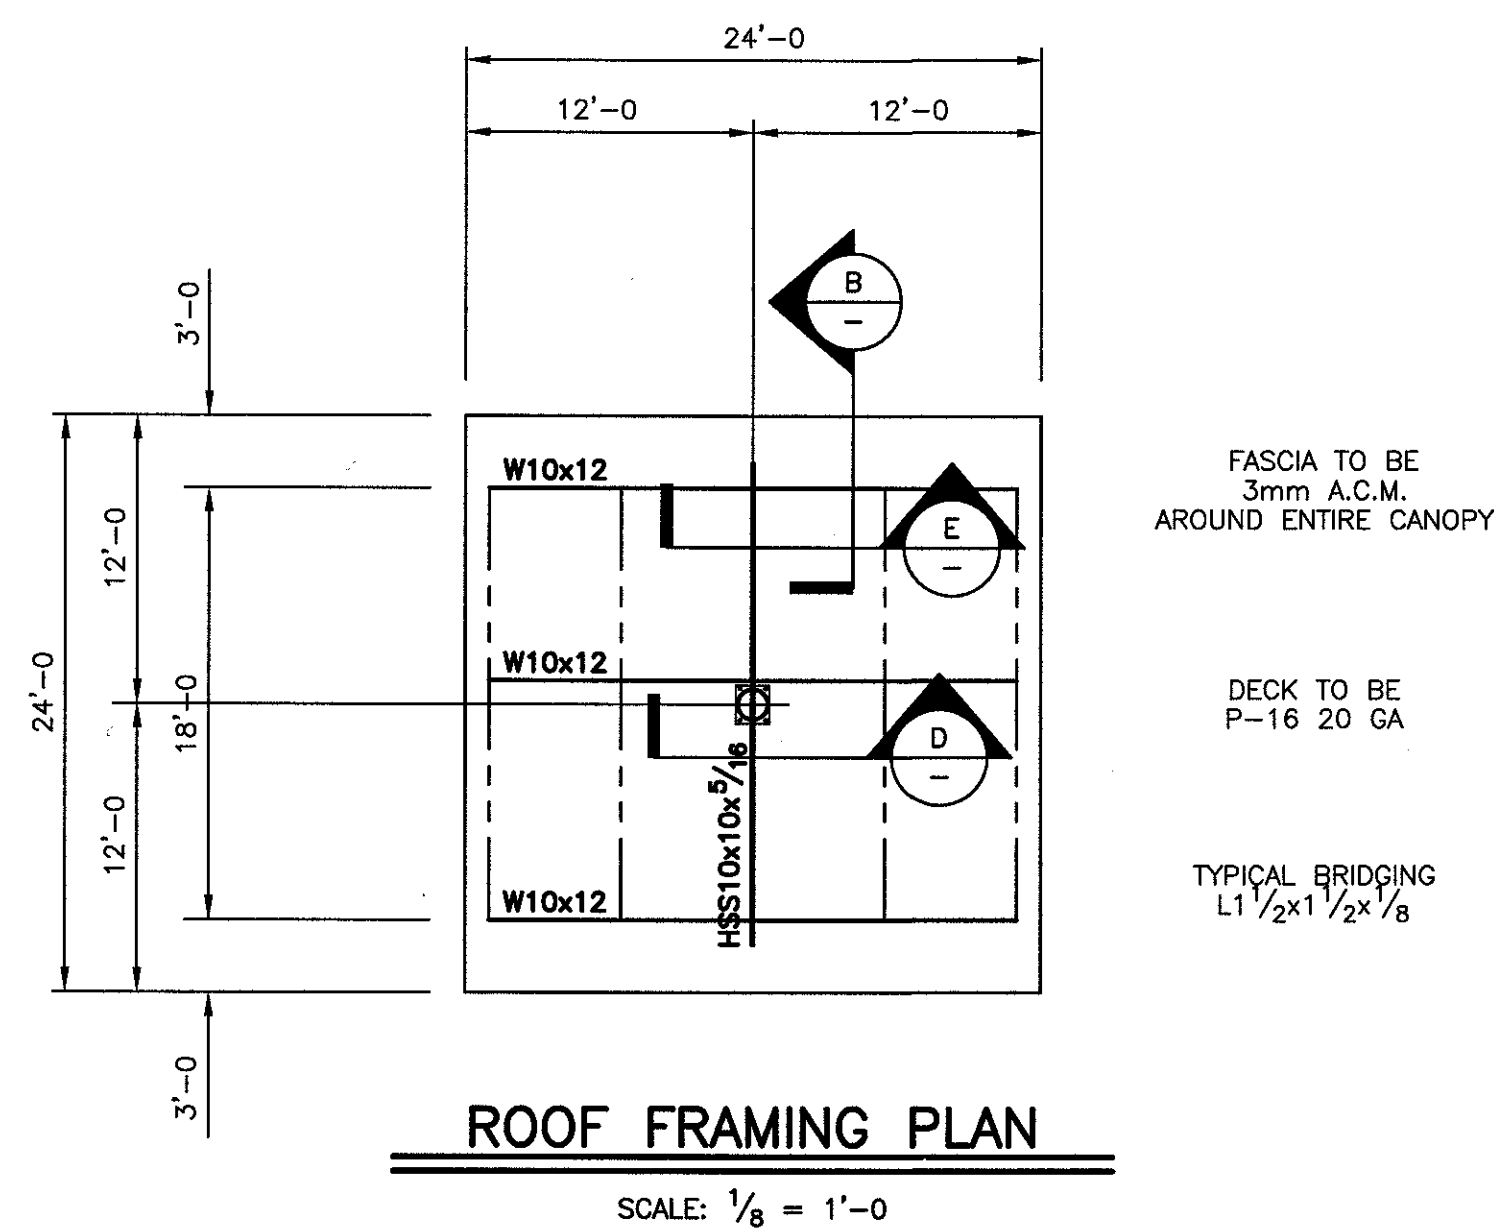 24'-0
12'-0
12'-0
B
-
3'-0
W10x12
FASCIA TO BE
3mm A.C.M.
AROUND ENTIRE CANOPY
E
-
12'-0
24'-0
18'-0
W10x12
DECK TO BE
P-16 20 GA
D
-
HSS10x10x5/16
12'-0
W10x12
TYPICAL BRIDGING
L1 1/2x1 1/2x1/8
3'-0
ROOF FRAMING PLAN
SCALE: 1/8 = 1'-0